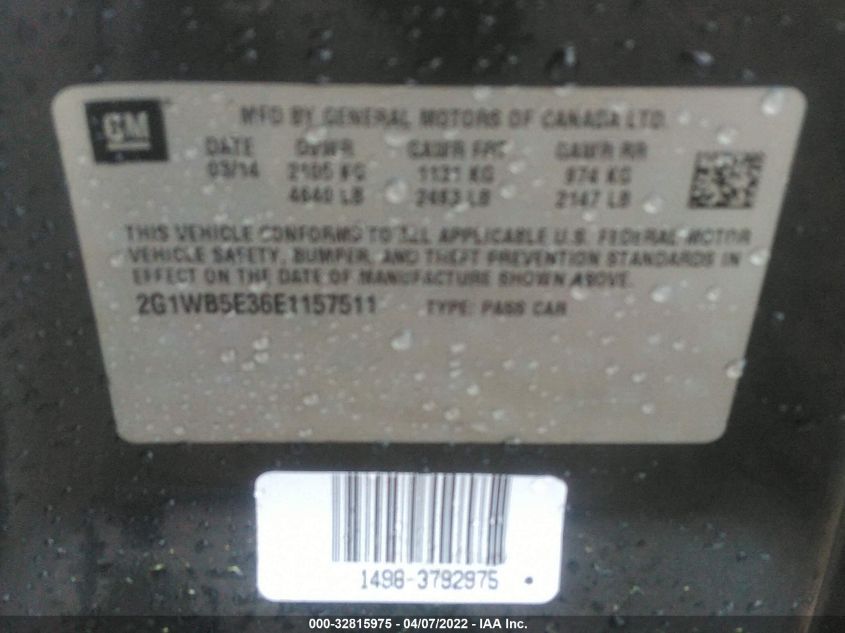 GM
MFD BY GENERAL MOTORS OF CANADA LTD.
DATE GVWR GAWR FRT GAWR RR
03/14 2105 KG 1131 KG 974 KG
4640 LB 2493 LB 2147 LB
THIS VEHICLE CONFORMS TO ALL APPLICABLE U.S. FEDERAL MOTOR
VEHICLE SAFETY, BUMPER, AND THEFT PREVENTION STANDARDS IN
EFFECT ON THE DATE OF MANUFACTURE SHOWN ABOVE.
2G1WB5E36E1157511 TYPE: PASS CAR
1498-3792975
000-32815975 - 04/07/2022 - IAA Inc.